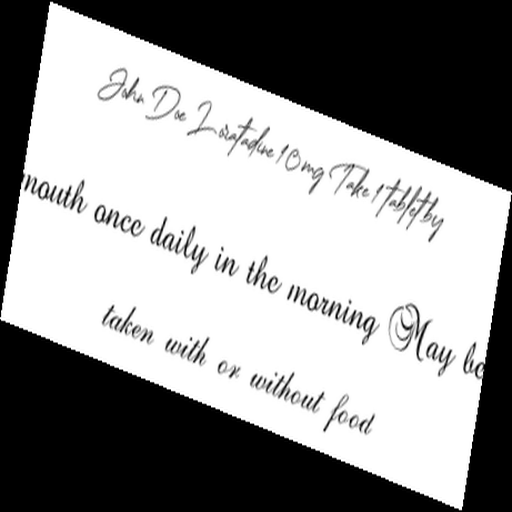 John Doe Loratadine 10mg Take 1 tablet by
mouth once daily in the morning May be
taken with or without food